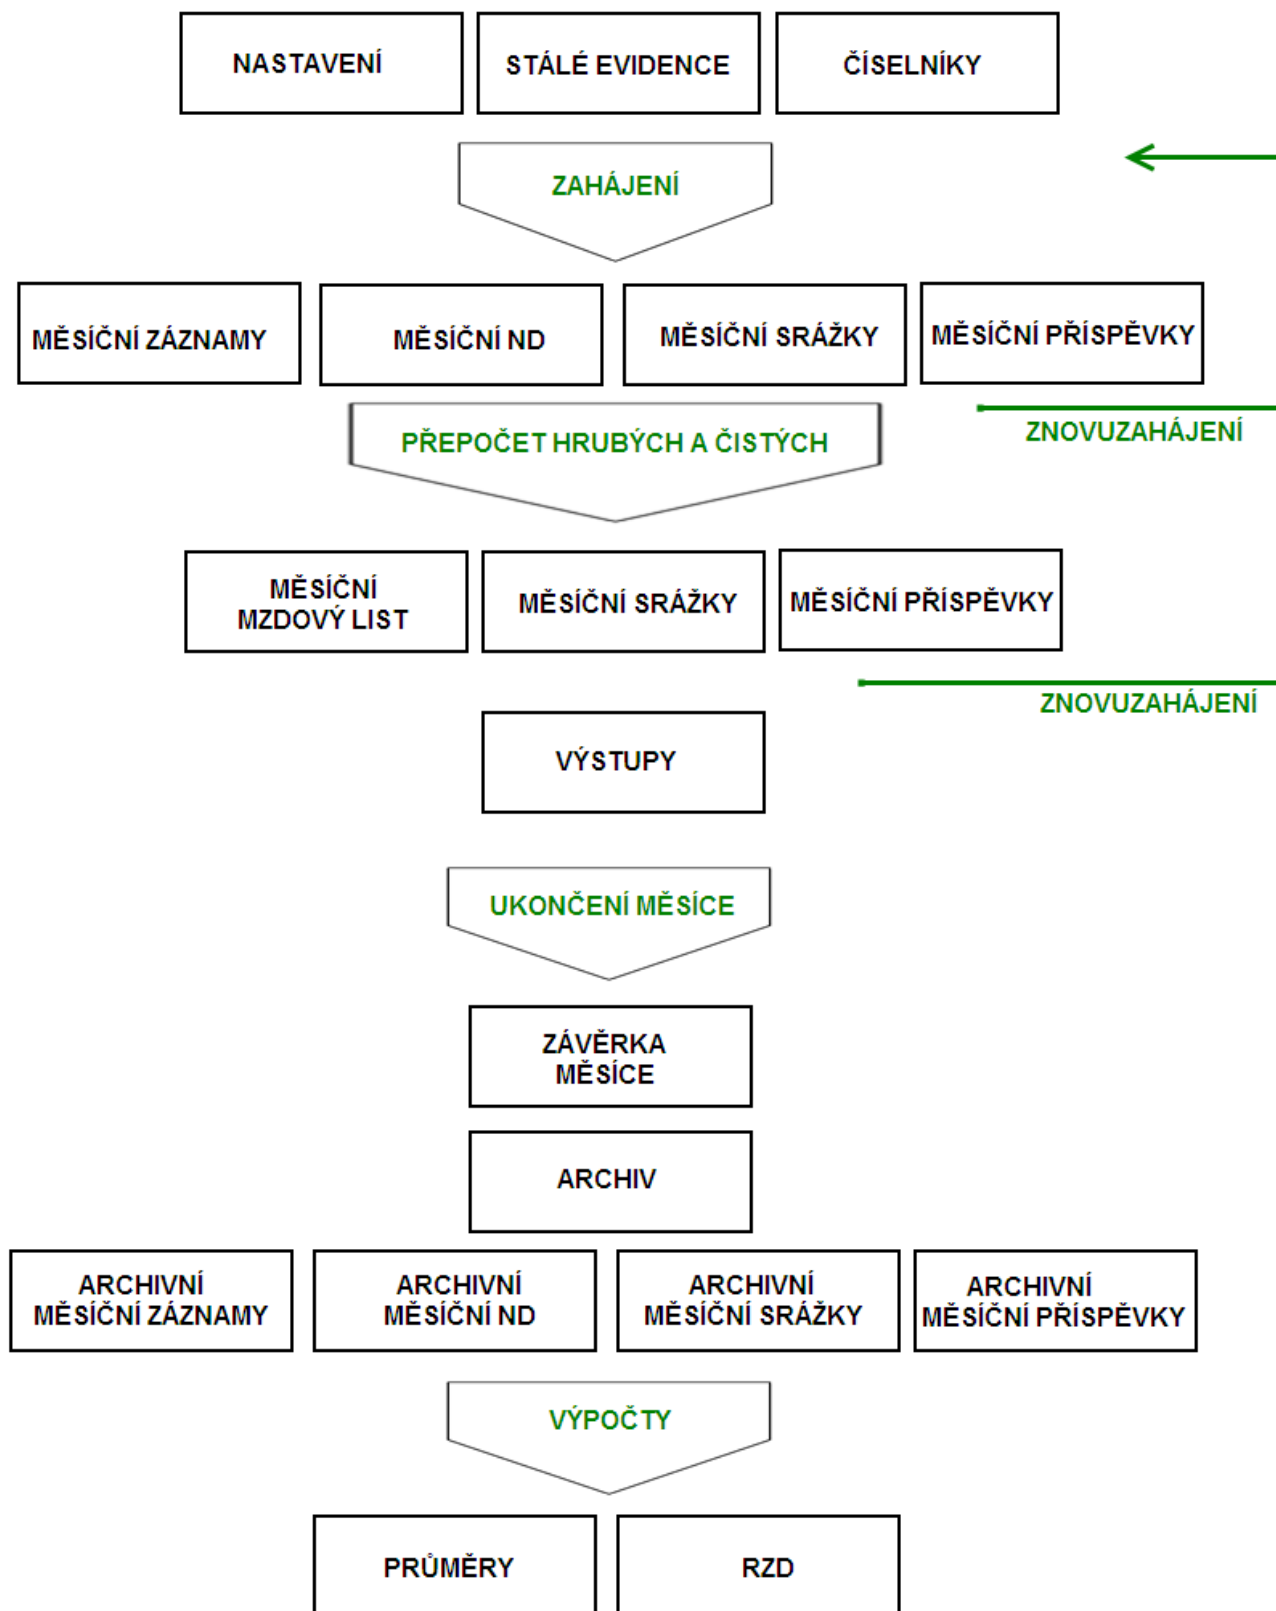 NASTAVENÍ
STÁLÉ EVIDENCE
ČÍSELNÍKY
ZAHÁJENÍ
MĚSÍČNÍ ZÁZNAMY
MĚSÍČNÍ ND
MĚSÍČNÍ SRÁŽKY
MĚSÍČNÍ PŘÍSPĚVKY
PŘEPOČET HRUBÝCH A ČISTÝCH
ZNOVUZAHÁJENÍ
MĚSÍČNÍ
MZDOVÝ LIST
MĚSÍČNÍ SRÁŽKY
MĚSÍČNÍ PŘÍSPĚVKY
ZNOVUZAHÁJENÍ
VÝSTUPY
UKONČENÍ MĚSÍCE
ZÁVĚRKA
MĚSÍCE
ARCHIV
ARCHIVNÍ
MĚSÍČNÍ ZÁZNAMY
ARCHIVNÍ
MĚSÍČNÍ ND
ARCHIVNÍ
MĚSÍČNÍ SRÁŽKY
ARCHIVNÍ
MĚSÍČNÍ PŘÍSPĚVKY
VÝPOČTY
PRŮMĚRY
RZD